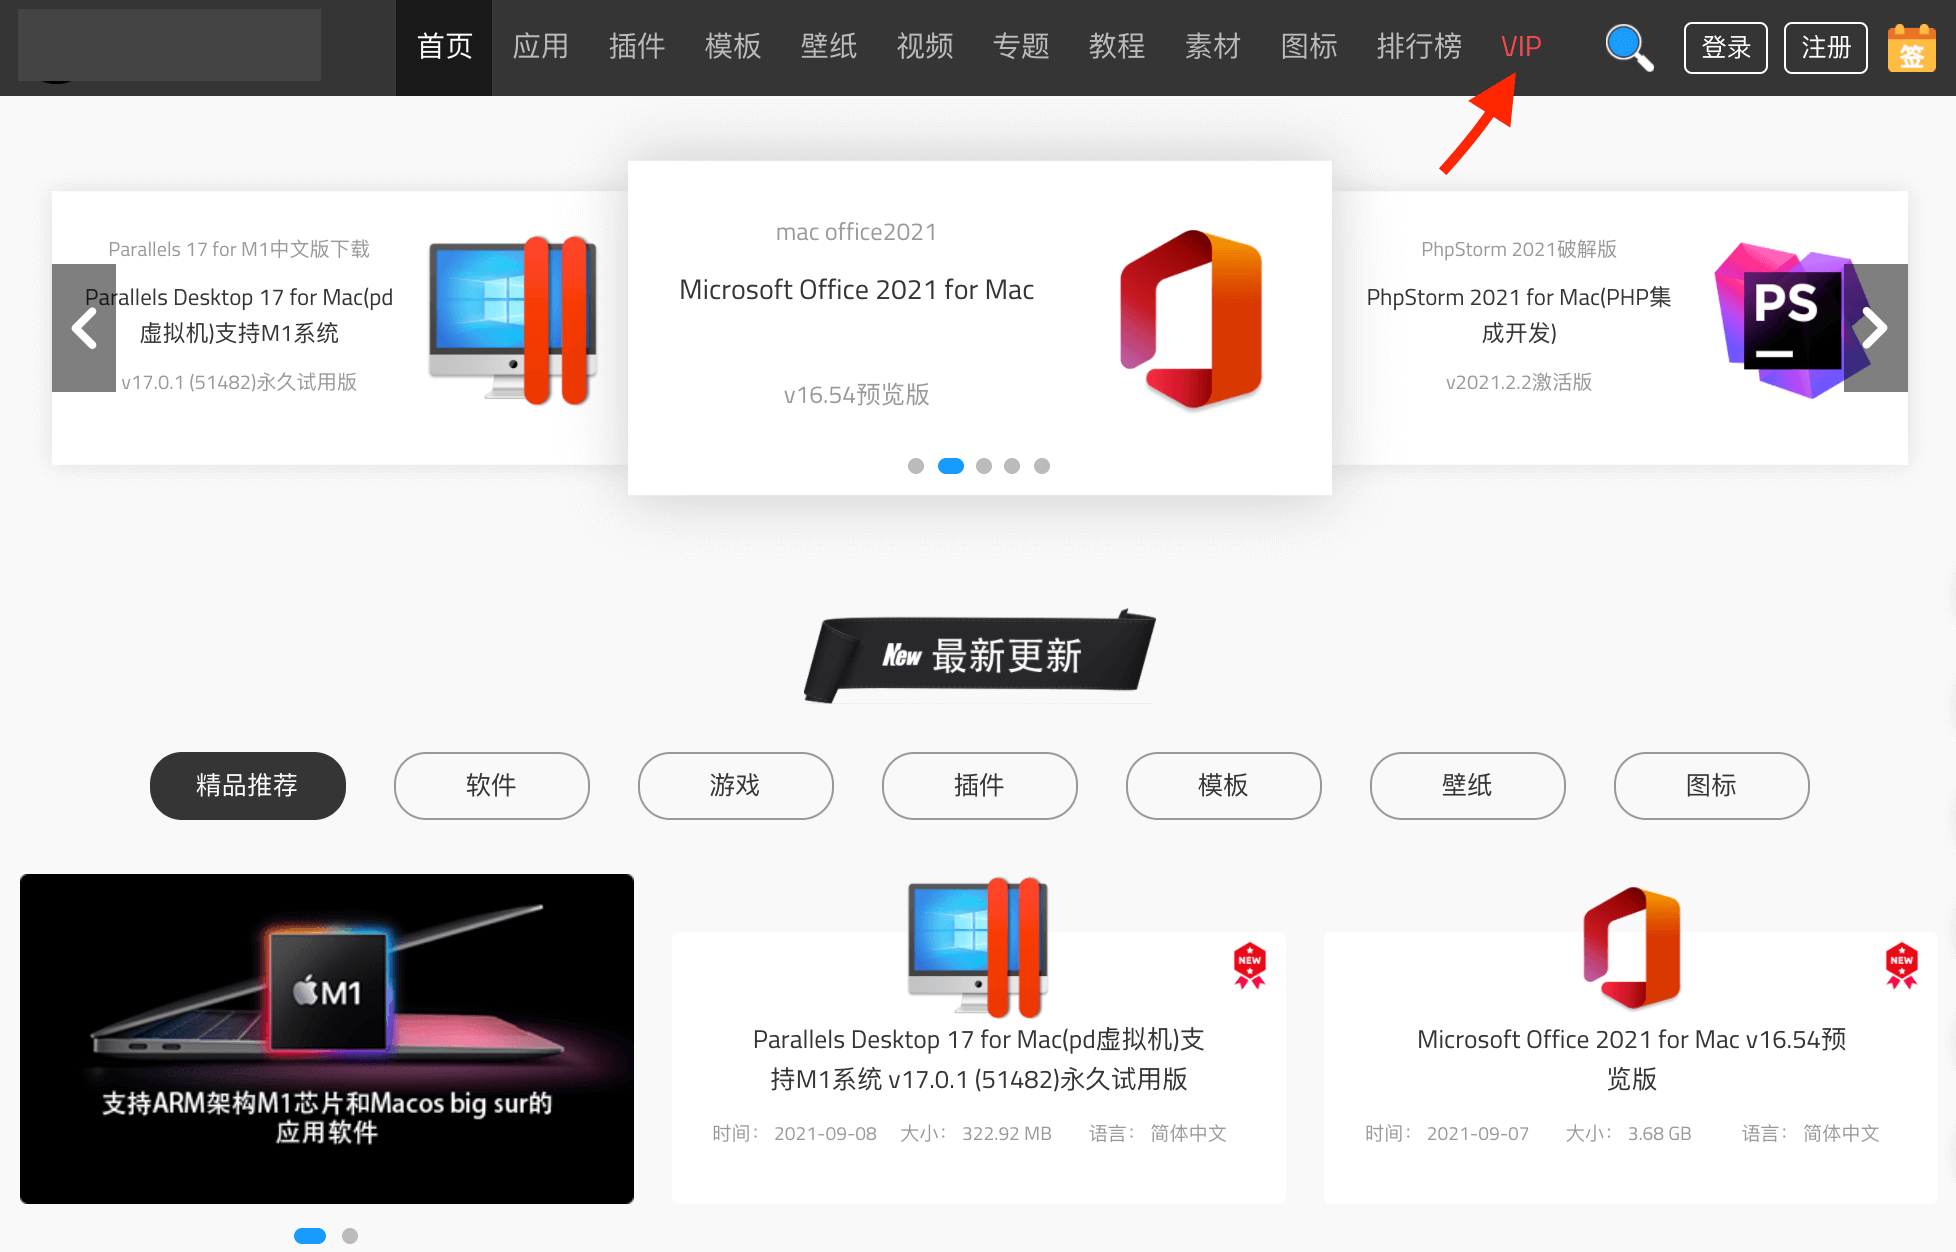 首页 应用 插件 模板 壁纸 视频 专题 教程 素材 图标 排行榜 VIP 登录 注册 签
Parallels 17 for M1中文版下载
Parallels Desktop 17 for Mac(pd
虚拟机)支持M1系统
v17.0.1 (51482)永久试用版
mac office2021
Microsoft Office 2021 for Mac
v16.54预览版
PhpStorm 2021破解版
PhpStorm 2021 for Mac(PHP集
成开发)
v2021.2.2激活版
PS
New 最新更新
精品推荐 软件 游戏 插件 模板 壁纸 图标
M1
支持ARM架构M1芯片和Macos big sur的
应用软件
NEW
Parallels Desktop 17 for Mac(pd虚拟机)支
持M1系统 v17.0.1 (51482)永久试用版
时间： 2021-09-08 大小： 322.92 MB 语言： 简体中文
NEW
Microsoft Office 2021 for Mac v16.54预
览版
时间： 2021-09-07 大小： 3.68 GB 语言： 简体中文